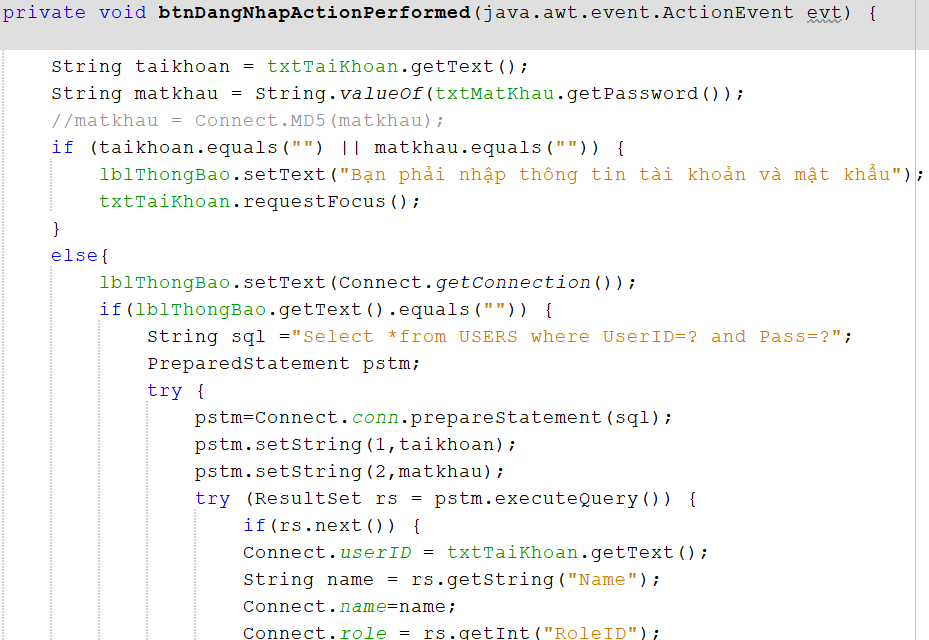 private void btnDangNhapActionPerformed(java.awt.event.ActionEvent evt) {
String taikhoan = txtTaiKhoan.getText();
String matkhau = String.valueOf(txtMatKhau.getPassword());
//matkhau = Connect.MD5(matkhau);
if (taikhoan.equals("") || matkhau.equals("")) {
lblThongBao.setText("Bạn phải nhập thông tin tài khoản và mật khẩu");
txtTaiKhoan.requestFocus();
}
else{
lblThongBao.setText(Connect.getConnection());
if(lblThongBao.getText().equals("")) {
String sql ="Select *from USERS where UserID=? and Pass=?";
PreparedStatement pstm;
try {
pstm=Connect.conn.prepareStatement(sql);
pstm.setString(1,taikhoan);
pstm.setString(2,matkhau);
try (ResultSet rs = pstm.executeQuery()) {
if(rs.next()) {
Connect.userID = txtTaiKhoan.getText();
String name = rs.getString("Name");
Connect.name=name;
Connect.role = rs.getInt("RoleID");